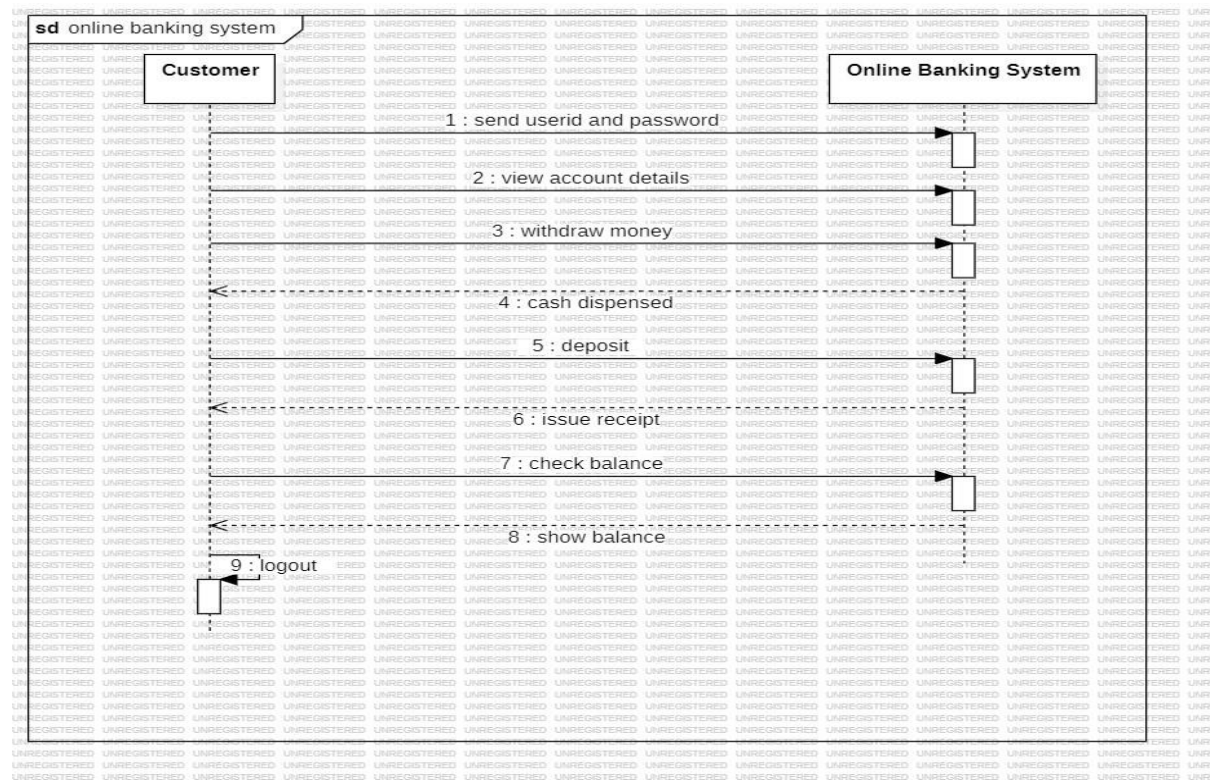 sd online banking system
Customer
Online Banking System
1 : send userid and password
2 : view account details
3 : withdraw money
4 : cash dispensed
5 : deposit
6 : issue receipt
7 : check balance
8 : show balance
9 : logout
UNREGISTERED